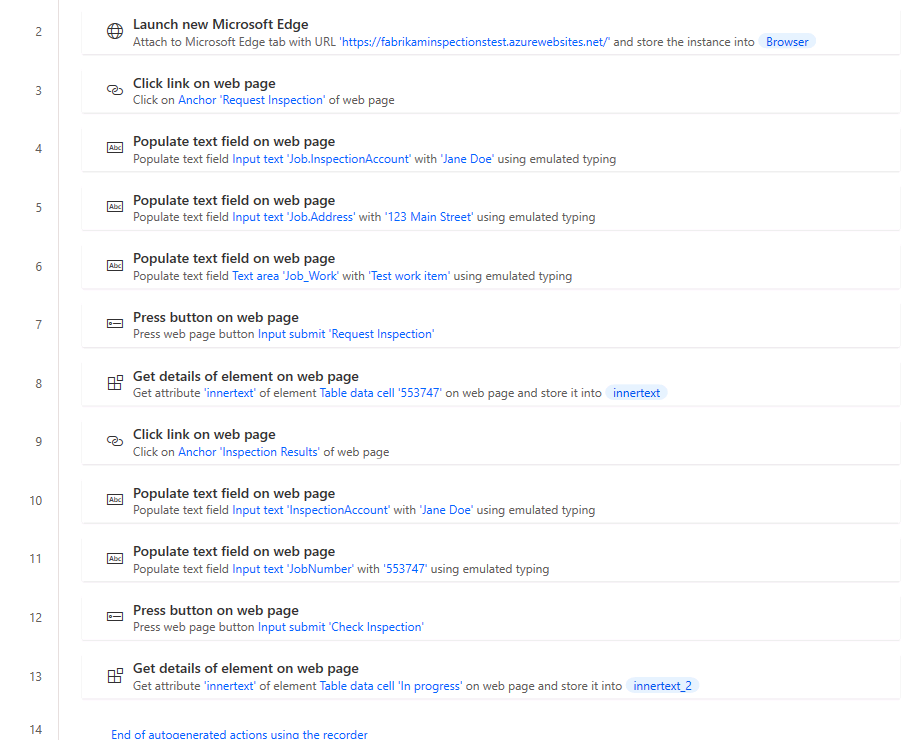 2
Launch new Microsoft Edge
Attach to Microsoft Edge tab with URL 'https://fabrikaminspectionstest.azurewebsites.net/' and store the instance into Browser
3
Click link on web page
Click on Anchor 'Request Inspection' of web page
4
Abc
Populate text field on web page
Populate text field Input text 'Job.InspectionAccount' with 'Jane Doe' using emulated typing
5
Abc
Populate text field on web page
Populate text field Input text 'Job.Address' with '123 Main Street' using emulated typing
6
Abc
Populate text field on web page
Populate text field Text area 'Job_Work' with 'Test work item' using emulated typing
7
Press button on web page
Press web page button Input submit 'Request Inspection'
8
Get details of element on web page
Get attribute 'innertext' of element Table data cell '553747' on web page and store it into innertext
9
Click link on web page
Click on Anchor 'Inspection Results' of web page
10
Abc
Populate text field on web page
Populate text field Input text 'InspectionAccount' with 'Jane Doe' using emulated typing
11
Abc
Populate text field on web page
Populate text field Input text 'JobNumber' with '553747' using emulated typing
12
Press button on web page
Press web page button Input submit 'Check Inspection'
13
Get details of element on web page
Get attribute 'innertext' of element Table data cell 'In progress' on web page and store it into innertext_2
14
End of autogenerated actions using the recorder